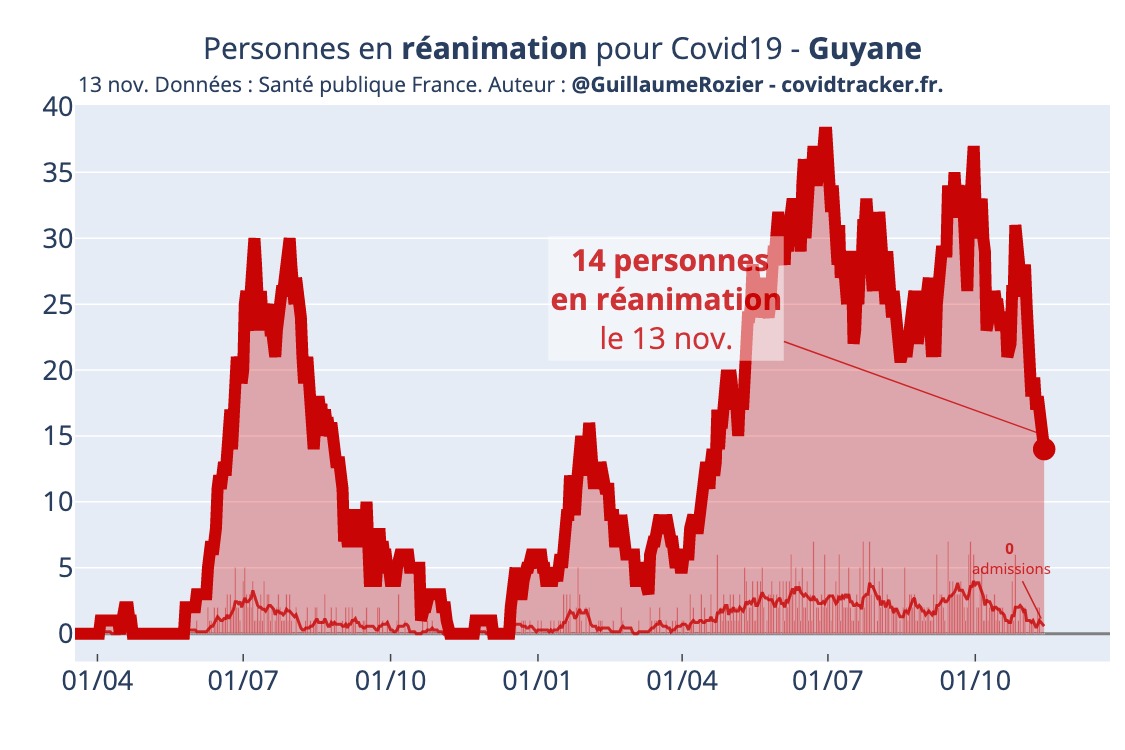 Personnes en réanimation pour Covid19 - Guyane
13 nov. Données : Santé publique France. Auteur : @GuillaumeRozier - covidtracker.fr.
40
35
30
25
20
15
10
5
0
14 personnes
en réanimation
le 13 nov.
0
admissions
01/04
01/07
01/10
01/01
01/04
01/07
01/10